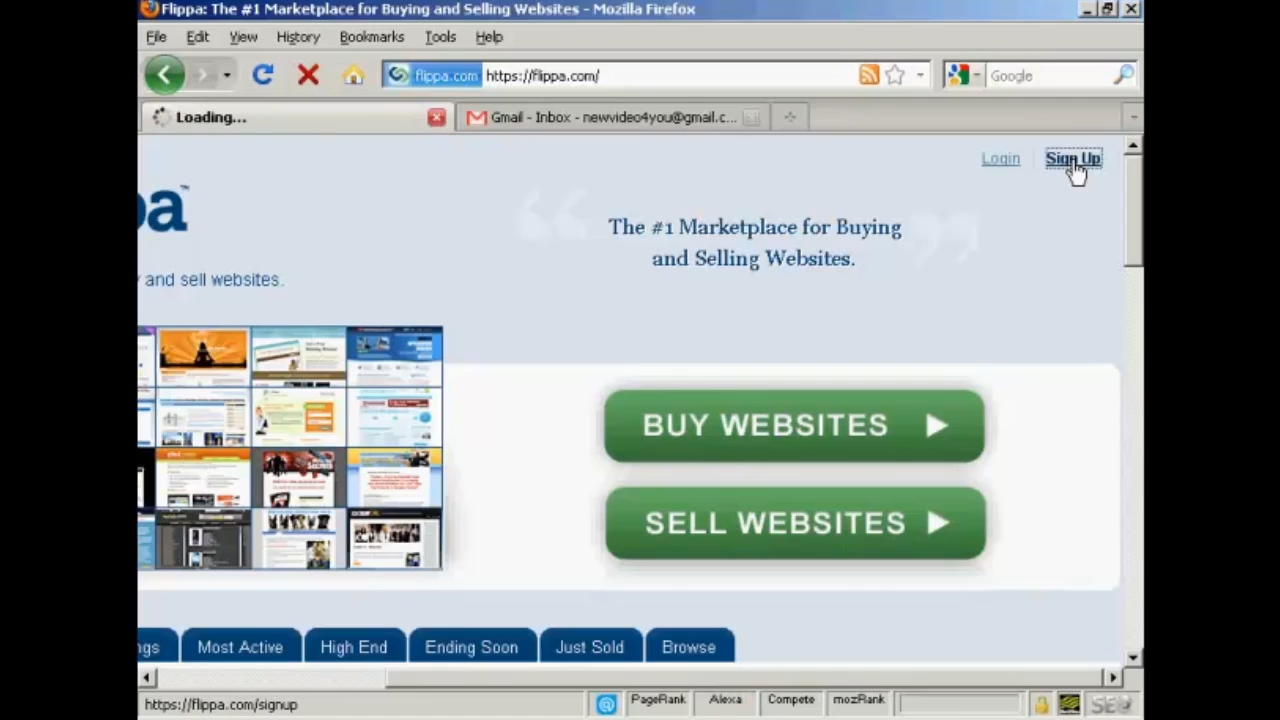 Flippa: The #1 Marketplace for Buying and Selling Websites - Mozilla Firefox
File Edit View History Bookmarks Tools Help
flippa.com https://flippa.com/ Google
Loading... Gmail - Inbox - newvideo4you@gmail.c...
Login Sign Up
pa™
The #1 Marketplace for Buying
and Selling Websites.
and sell websites.
BUY WEBSITES
SELL WEBSITES
ngs Most Active High End Ending Soon Just Sold Browse
https://flippa.com/signup PageRank Alexa Compete mozRank SEO